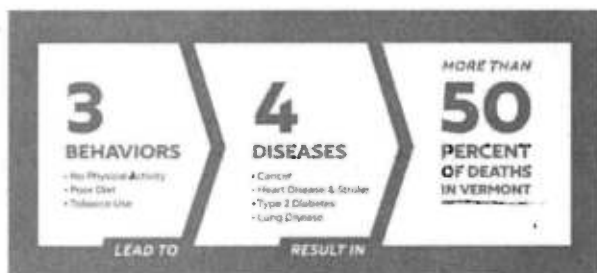 3
BEHAVIORS
- No Physical Activity
- Poor Diet
- Tobacco Use
LEAD TO
4
DISEASES
• Cancer
- Heart Disease & Stroke
• Type 2 Diabetes
- Lung Disease
RESULT IN
MORE THAN
50
PERCENT
OF DEATHS
IN VERMONT